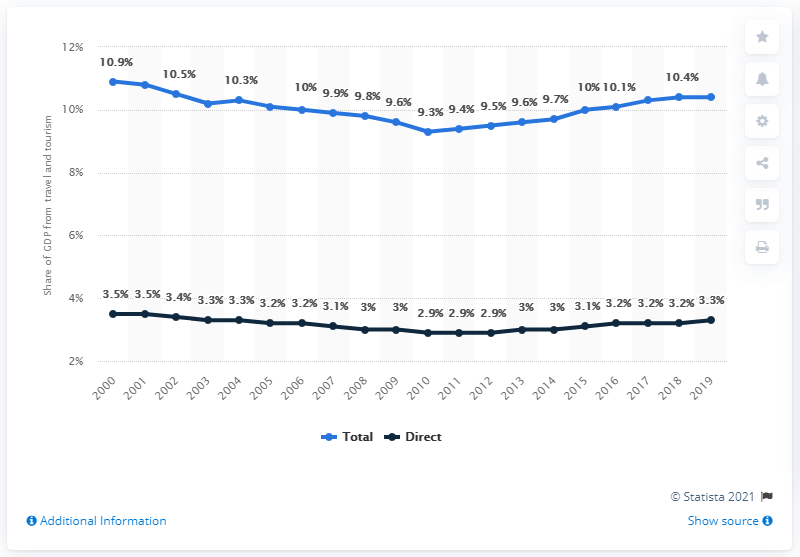 12%
10%
8%
6%
4%
2%
Share of GDP from travel and tourism
10.9% 10.5% 10.3% 10% 9.9% 9.8% 9.6% 9.3% 9.4% 9.5% 9.6% 9.7% 10% 10.1% 10.4%
3.5% 3.5% 3.4% 3.3% 3.3% 3.2% 3.2% 3.1% 3% 3% 2.9% 2.9% 2.9% 3% 3% 3.1% 3.2% 3.2% 3.2% 3.3%
2000 2001 2002 2003 2004 2005 2006 2007 2008 2009 2010 2011 2012 2013 2014 2015 2016 2017 2018 2019
Total Direct
© Statista 2021
Additional Information Show source